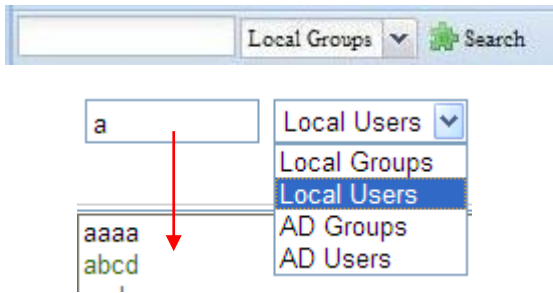 Local Groups Search
a Local Users
Local Groups
Local Users
AD Groups
AD Users
aaaa
abcd